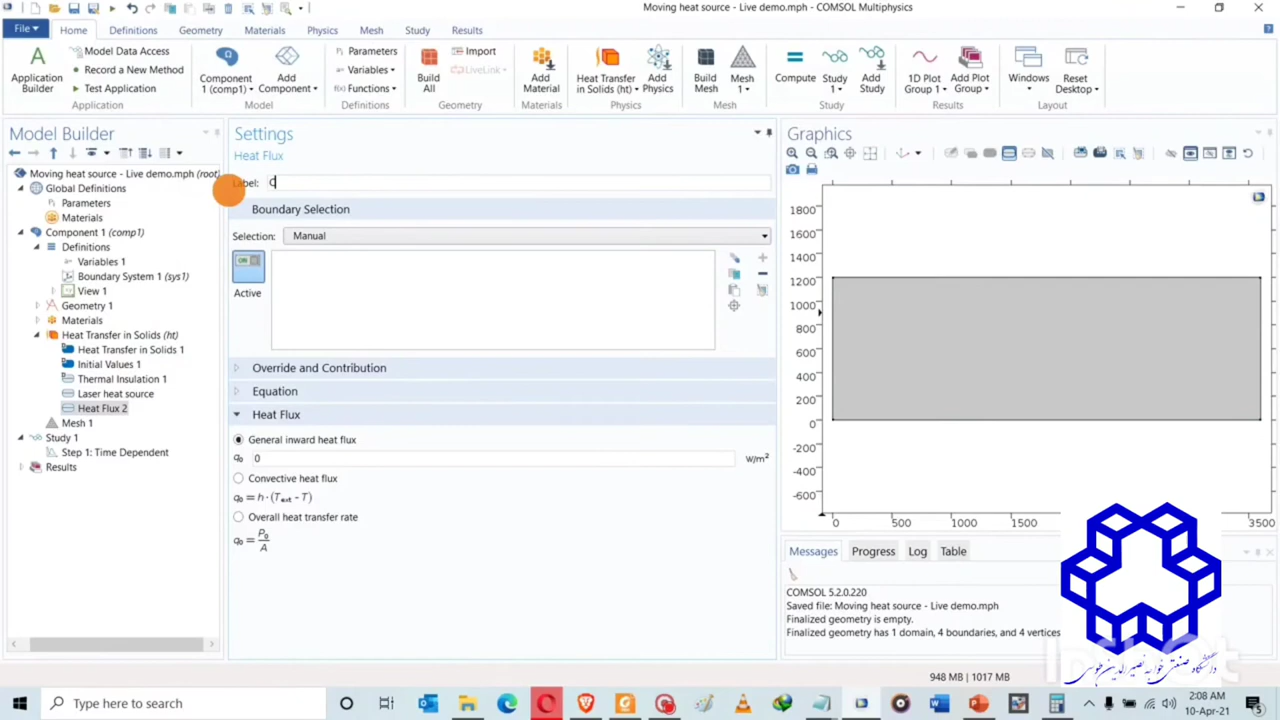 Moving heat source - Live demo.mph - COMSOL Multiphysics
File
Home
Definitions
Geometry
Materials
Physics
Mesh
Study
Results
Application Builder
Model Data Access
Record a New Method
Test Application
Application
Component 1 (comp1)
Add Component
Model
Parameters
Variables
f(x) Functions
Definitions
Build All
Import
LiveLink
Geometry
Add Material
Materials
Heat Transfer in Solids (ht)
Add Physics
Physics
Build Mesh
Mesh 1
Mesh
Compute
Study 1
Add Study
Study
1D Plot Group 1
Add Plot Group
Results
Windows
Reset Desktop
Layout
Model Builder
Moving heat source - Live demo.mph (root)
Global Definitions
Parameters
Materials
Component 1 (comp1)
Definitions
Variables 1
Boundary System 1 (sys1)
View 1
Geometry 1
Materials
Heat Transfer in Solids (ht)
Heat Transfer in Solids 1
Initial Values 1
Thermal Insulation 1
Laser heat source
Heat Flux 2
Mesh 1
Study 1
Step 1: Time Dependent
Results
Settings
Heat Flux
Label: C
Boundary Selection
Selection: Manual
ON
Active
Override and Contribution
Equation
Heat Flux
General inward heat flux
q0 0 W/m²
Convective heat flux
q0 = h · (Text - T)
Overall heat transfer rate
q0 = P0 / A
Graphics
1800
1600
1400
1200
1000
800
600
400
200
0
-200
-400
-600
0 500 1000 1500 3500
Messages Progress Log Table
COMSOL 5.2.0.220
Saved file: Moving heat source - Live demo.mph
Finalized geometry is empty.
Finalized geometry has 1 domain, 4 boundaries, and 4 vertices
948 MB | 1017 MB
Type here to search
2:08 AM
10-Apr-21
5